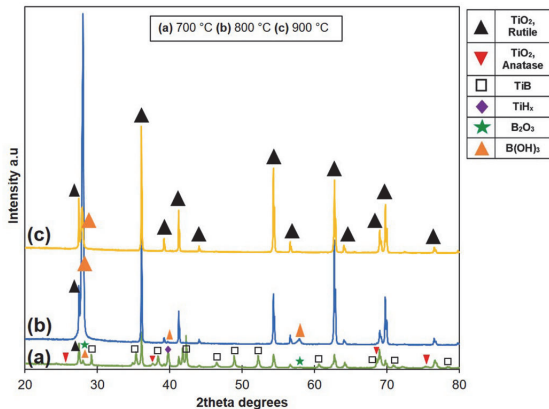 (a) 700 °C (b) 800 °C (c) 900 °C
Intensity a.u
(c)
(b)
(a)
20 30 40 50 60 70 80
2theta degrees
TiO₂,
Rutile
TiO₂,
Anatase
TiB
TiHₓ
B₂O₃
B(OH)₃